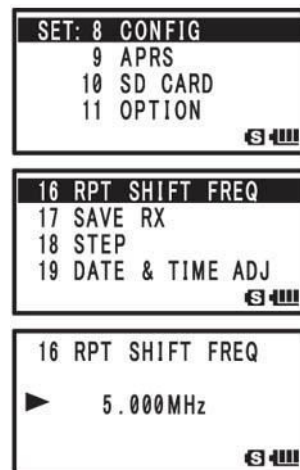 SET: 8 CONFIG
9 APRS
10 SD CARD
11 OPTION
S
16 RPT SHIFT FREQ
17 SAVE RX
18 STEP
19 DATE & TIME ADJ
S
16 RPT SHIFT FREQ
5.000MHz
S